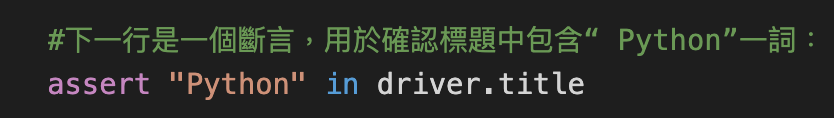 #下一行是一個斷言，用於確認標題中包含“ Python”一詞：
assert "Python" in driver.title